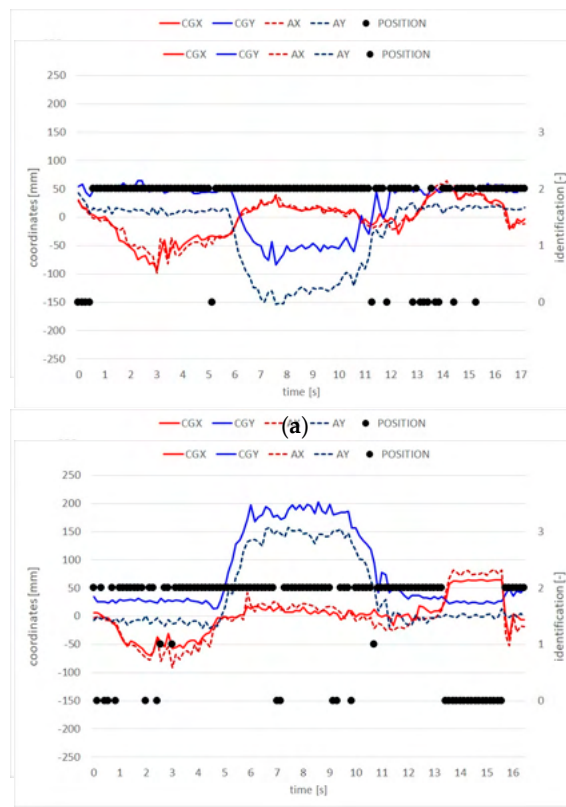 CGX CGY AX AY POSITION
CGX CGY AX AY POSITION
250
200
150 3
100
50 2
0
-50 1
-100
-150 0
-200
-250
coordinates [mm]
identification [-]
0 1 2 3 4 5 6 7 8 9 10 11 12 13 14 15 16 17
time [s]
(a)
CGX CGY AX AY POSITION
CGX CGY AX AY POSITION
250
200
150 3
100
50 2
0
-50 1
-100
-150 0
-200
-250
coordinates [mm]
identification [-]
0 1 2 3 4 5 6 7 8 9 10 11 12 13 14 15 16
time [s]